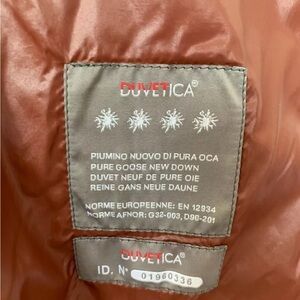 DUVETICA®
PIUMINO NUOVO DI PURA OCA
PURE GOOSE NEW DOWN
DUVET NEUF DE PURE OIE
REINE GANS NEUE DAUNE
NORME EUROPEENNE: EN 12934
NORME AFNOR: G32-003, D90-201
DUVETICA®
ID. N° 01960336